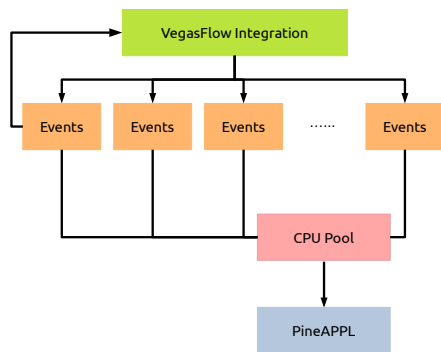 VegasFlow Integration
Events
Events
Events
......
Events
CPU Pool
PineAPPL